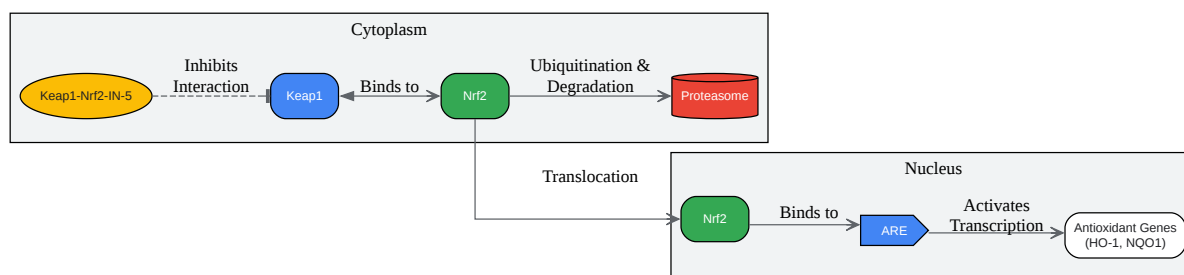 Cytoplasm
Keap1-Nrf2-IN-5
Inhibits
Interaction
Keap1
Binds to
Nrf2
Ubiquitination &
Degradation
Proteasome
Translocation
Nucleus
Nrf2
Binds to
ARE
Activates
Transcription
Antioxidant Genes
(HO-1, NQO1)